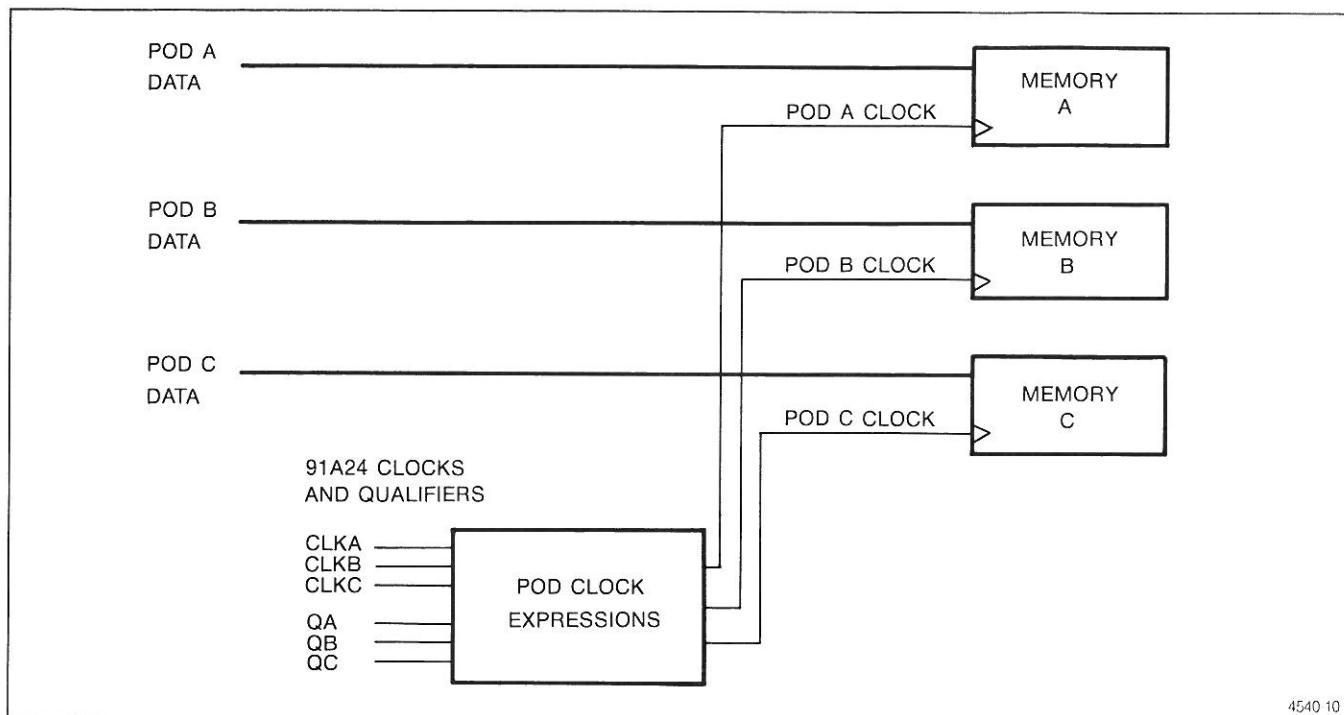 POD A
DATA
POD A CLOCK
MEMORY
A
POD B
DATA
POD B CLOCK
MEMORY
B
POD C
DATA
POD C CLOCK
MEMORY
C
91A24 CLOCKS
AND QUALIFIERS
CLKA
CLKB
CLKC
QA
QB
QC
POD CLOCK
EXPRESSIONS
4540-10